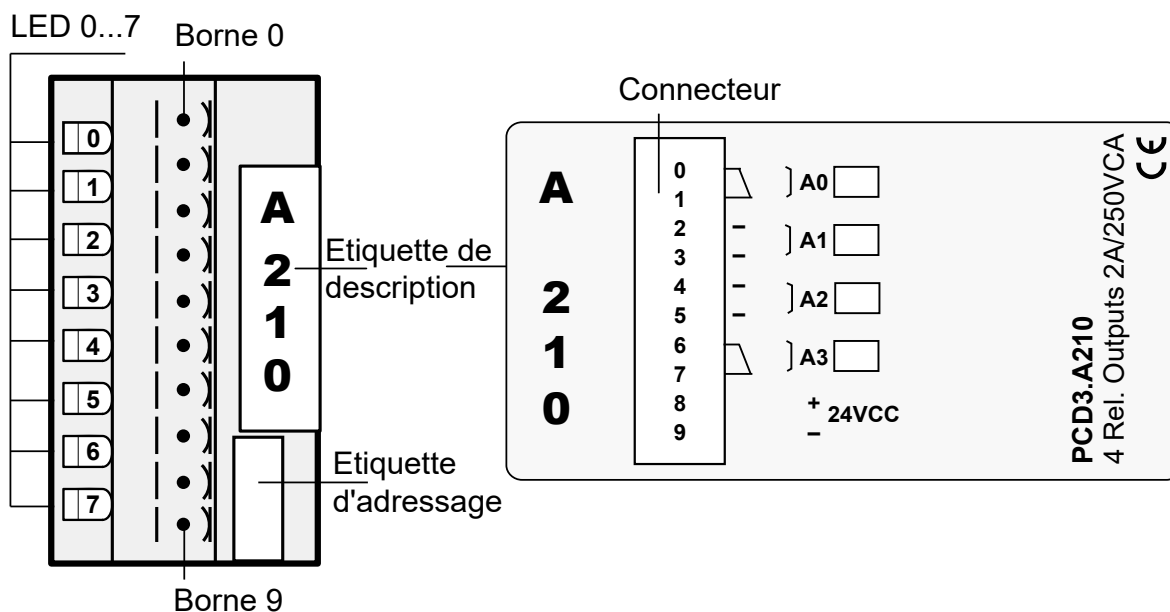 LED 0...7
Borne 0
0
1
2
3
4
5
6
7
A
2
1
0
Etiquette de
description
Etiquette
d'adressage
Borne 9
Connecteur
A
2
1
0
0
1
2
3
4
5
6
7
8
9
A0
A1
A2
A3
+
24VCC
–
PCD3.A210
4 Rel. Outputs 2A/250VCA
CE